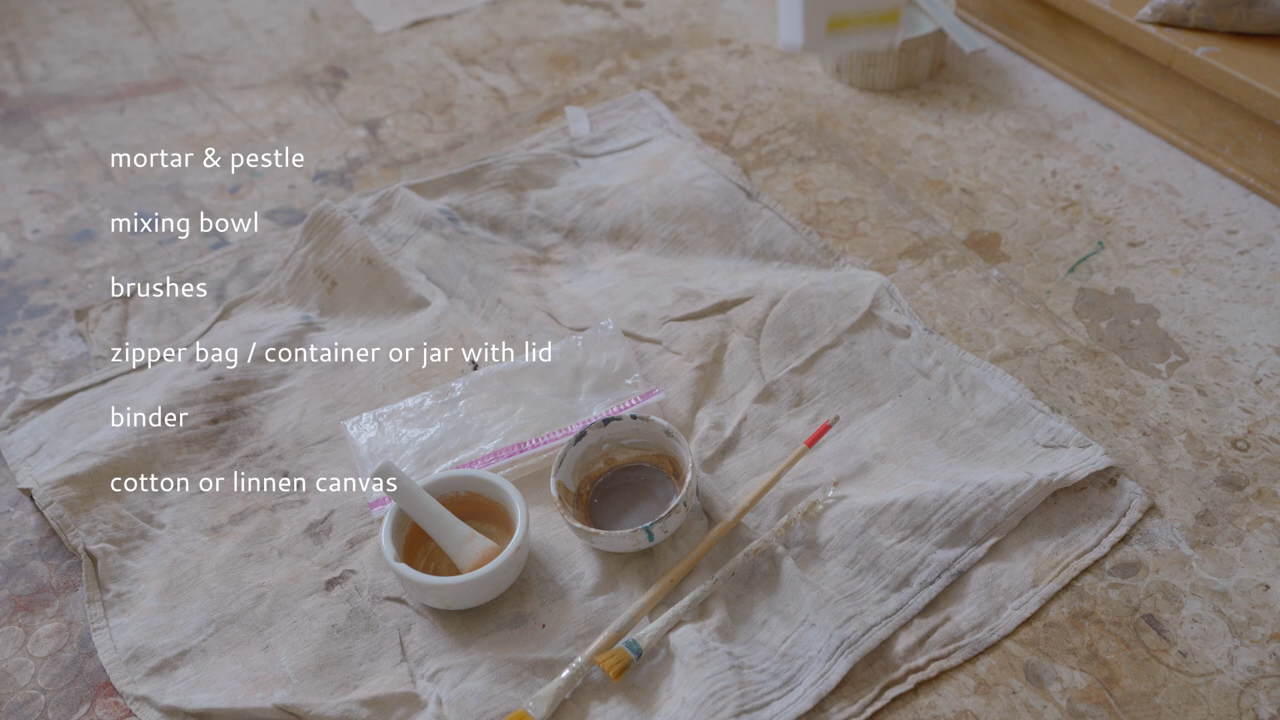 mortar & pestle
mixing bowl
brushes
zipper bag / container or jar with lid
binder
cotton or linnen canvas